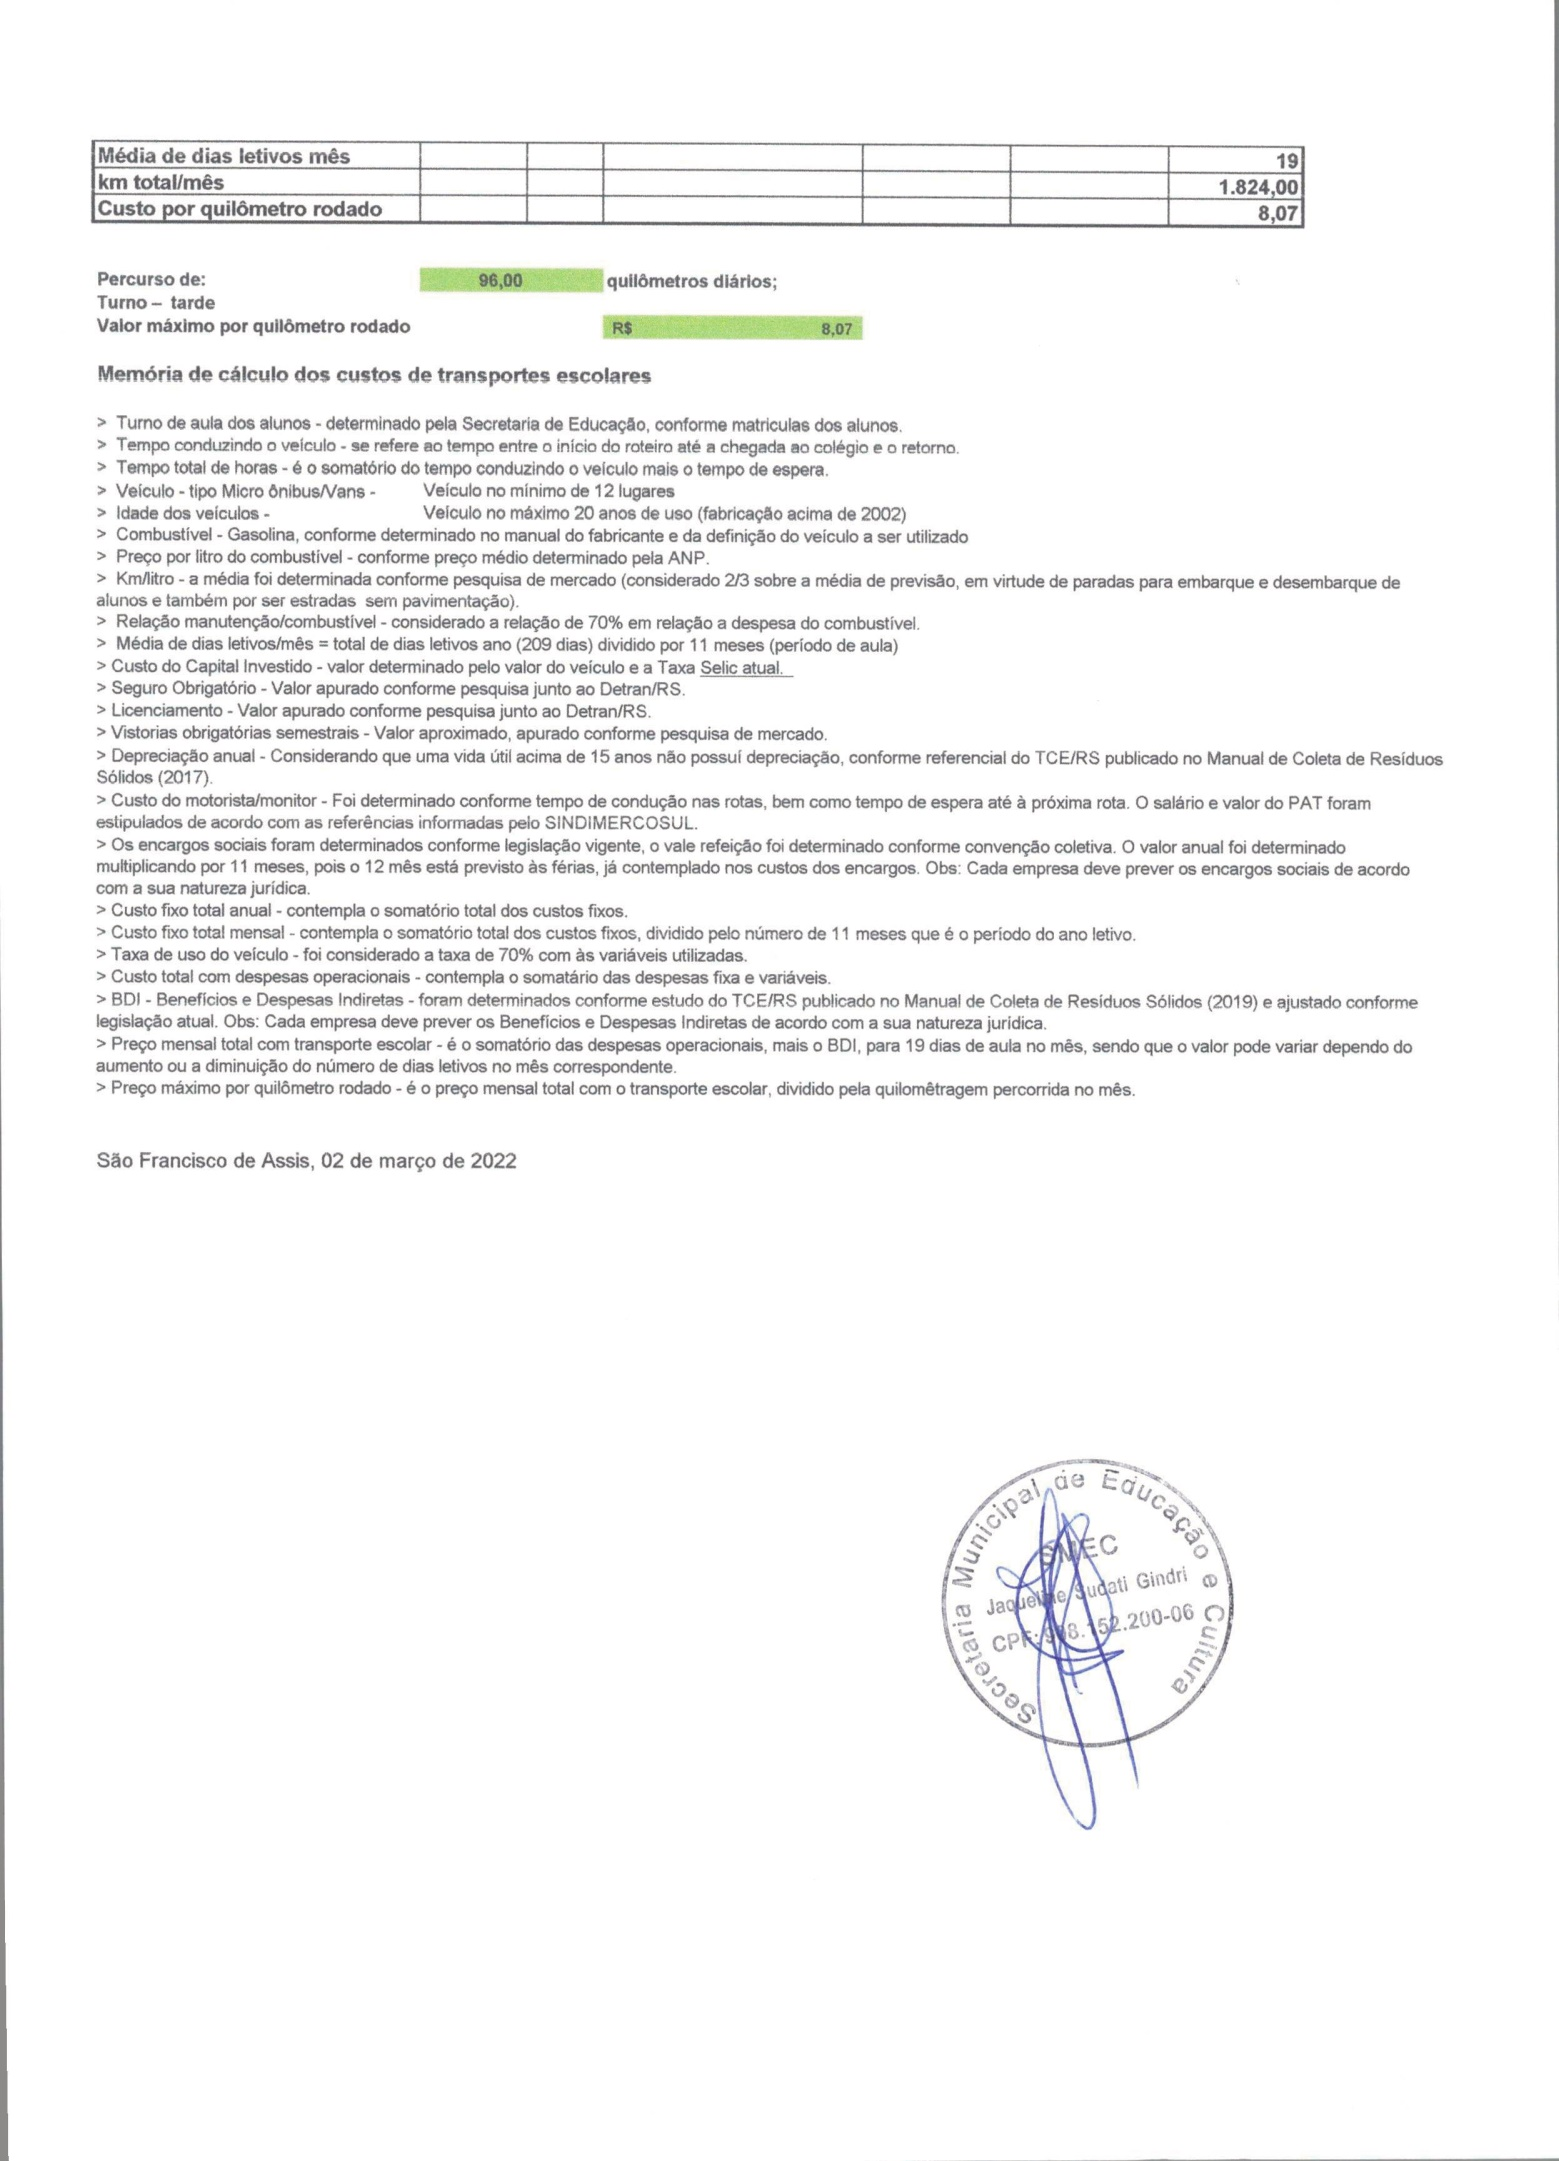 Média de dias letivos mês 19
km total/mês 1.824,00
Custo por quilômetro rodado 8,07
Percurso de: 96,00 quilômetros diários;
Turno – tarde
Valor máximo por quilômetro rodado R$ 8,07
Memória de cálculo dos custos de transportes escolares
> Turno de aula dos alunos - determinado pela Secretaria de Educação, conforme matriculas dos alunos.
> Tempo conduzindo o veículo - se refere ao tempo entre o início do roteiro até a chegada ao colégio e o retorno.
> Tempo total de horas - é o somatório do tempo conduzindo o veículo mais o tempo de espera.
> Veículo - tipo Micro ônibus/Vans - Veículo no mínimo de 12 lugares
> Idade dos veículos - Veículo no máximo 20 anos de uso (fabricação acima de 2002)
> Combustível - Gasolina, conforme determinado no manual do fabricante e da definição do veículo a ser utilizado
> Preço por litro do combustível - conforme preço médio determinado pela ANP.
> Km/litro - a média foi determinada conforme pesquisa de mercado (considerado 2/3 sobre a média de previsão, em virtude de paradas para embarque e desembarque de
alunos e também por ser estradas sem pavimentação).
> Relação manutenção/combustível - considerado a relação de 70% em relação a despesa do combustível.
> Média de dias letivos/mês = total de dias letivos ano (209 dias) dividido por 11 meses (período de aula)
> Custo do Capital Investido - valor determinado pelo valor do veículo e a Taxa Selic atual.
> Seguro Obrigatório - Valor apurado conforme pesquisa junto ao Detran/RS.
> Licenciamento - Valor apurado conforme pesquisa junto ao Detran/RS.
> Vistorias obrigatórias semestrais - Valor aproximado, apurado conforme pesquisa de mercado.
> Depreciação anual - Considerando que uma vida útil acima de 15 anos não possuí depreciação, conforme referencial do TCE/RS publicado no Manual de Coleta de Resíduos
Sólidos (2017).
> Custo do motorista/monitor - Foi determinado conforme tempo de condução nas rotas, bem como tempo de espera até à próxima rota. O salário e valor do PAT foram
estipulados de acordo com as referências informadas pelo SINDIMERCOSUL.
> Os encargos sociais foram determinados conforme legislação vigente, o vale refeição foi determinado conforme convenção coletiva. O valor anual foi determinado
multiplicando por 11 meses, pois o 12 mês está previsto às férias, já contemplado nos custos dos encargos. Obs: Cada empresa deve prever os encargos sociais de acordo
com a sua natureza jurídica.
> Custo fixo total anual - contempla o somatório total dos custos fixos.
> Custo fixo total mensal - contempla o somatório total dos custos fixos, dividido pelo número de 11 meses que é o período do ano letivo.
> Taxa de uso do veículo - foi considerado a taxa de 70% com às variáveis utilizadas.
> Custo total com despesas operacionais - contempla o somatário das despesas fixa e variáveis.
> BDI - Benefícios e Despesas Indiretas - foram determinados conforme estudo do TCE/RS publicado no Manual de Coleta de Resíduos Sólidos (2019) e ajustado conforme
legislação atual. Obs: Cada empresa deve prever os Benefícios e Despesas Indiretas de acordo com a sua natureza jurídica.
> Preço mensal total com transporte escolar - é o somatório das despesas operacionais, mais o BDI, para 19 dias de aula no mês, sendo que o valor pode variar dependo do
aumento ou a diminuição do número de dias letivos no mês correspondente.
> Preço máximo por quilômetro rodado - é o preço mensal total com o transporte escolar, dividido pela quilomêtragem percorrida no mês.
São Francisco de Assis, 02 de março de 2022
Secretaria Municipal de Educação e Cultura
SMEC
Jaqueline Sudati Gindri
CPF: